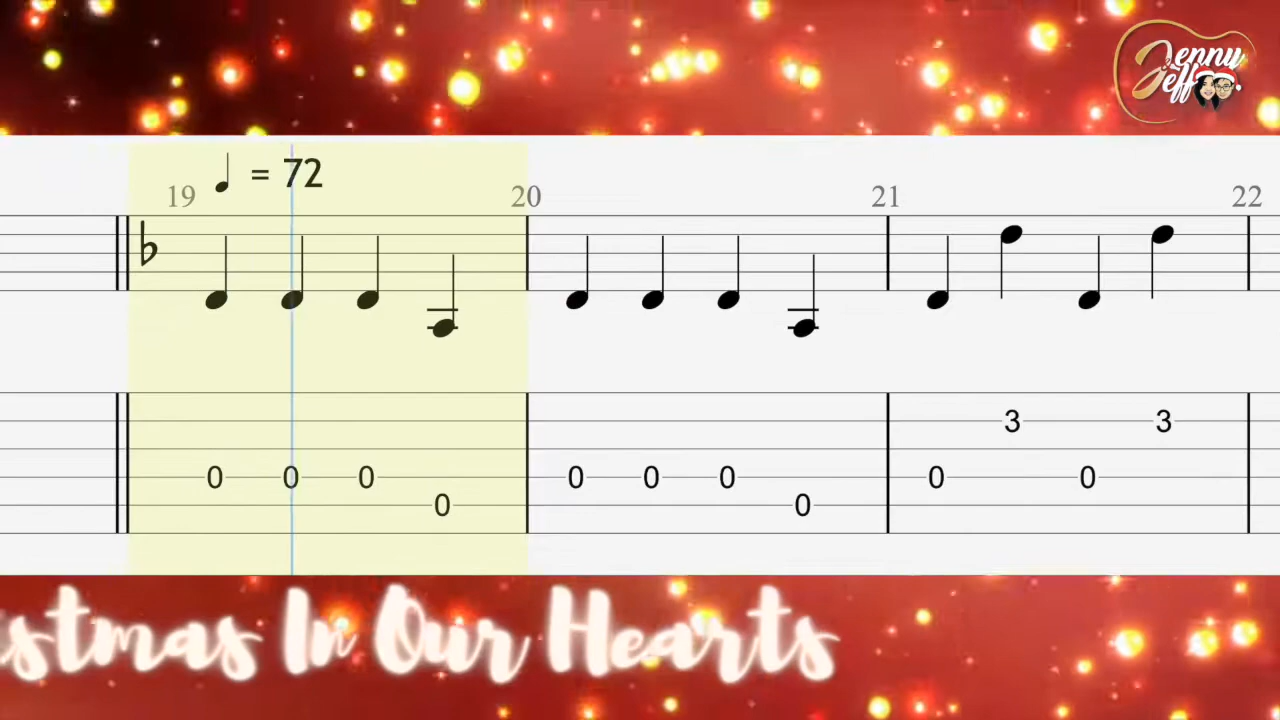 Jenny
Jeff
19 = 72 20 21 22
3 3
0 0 0 0 0 0 0 0
0 0
stmas In Our Hearts